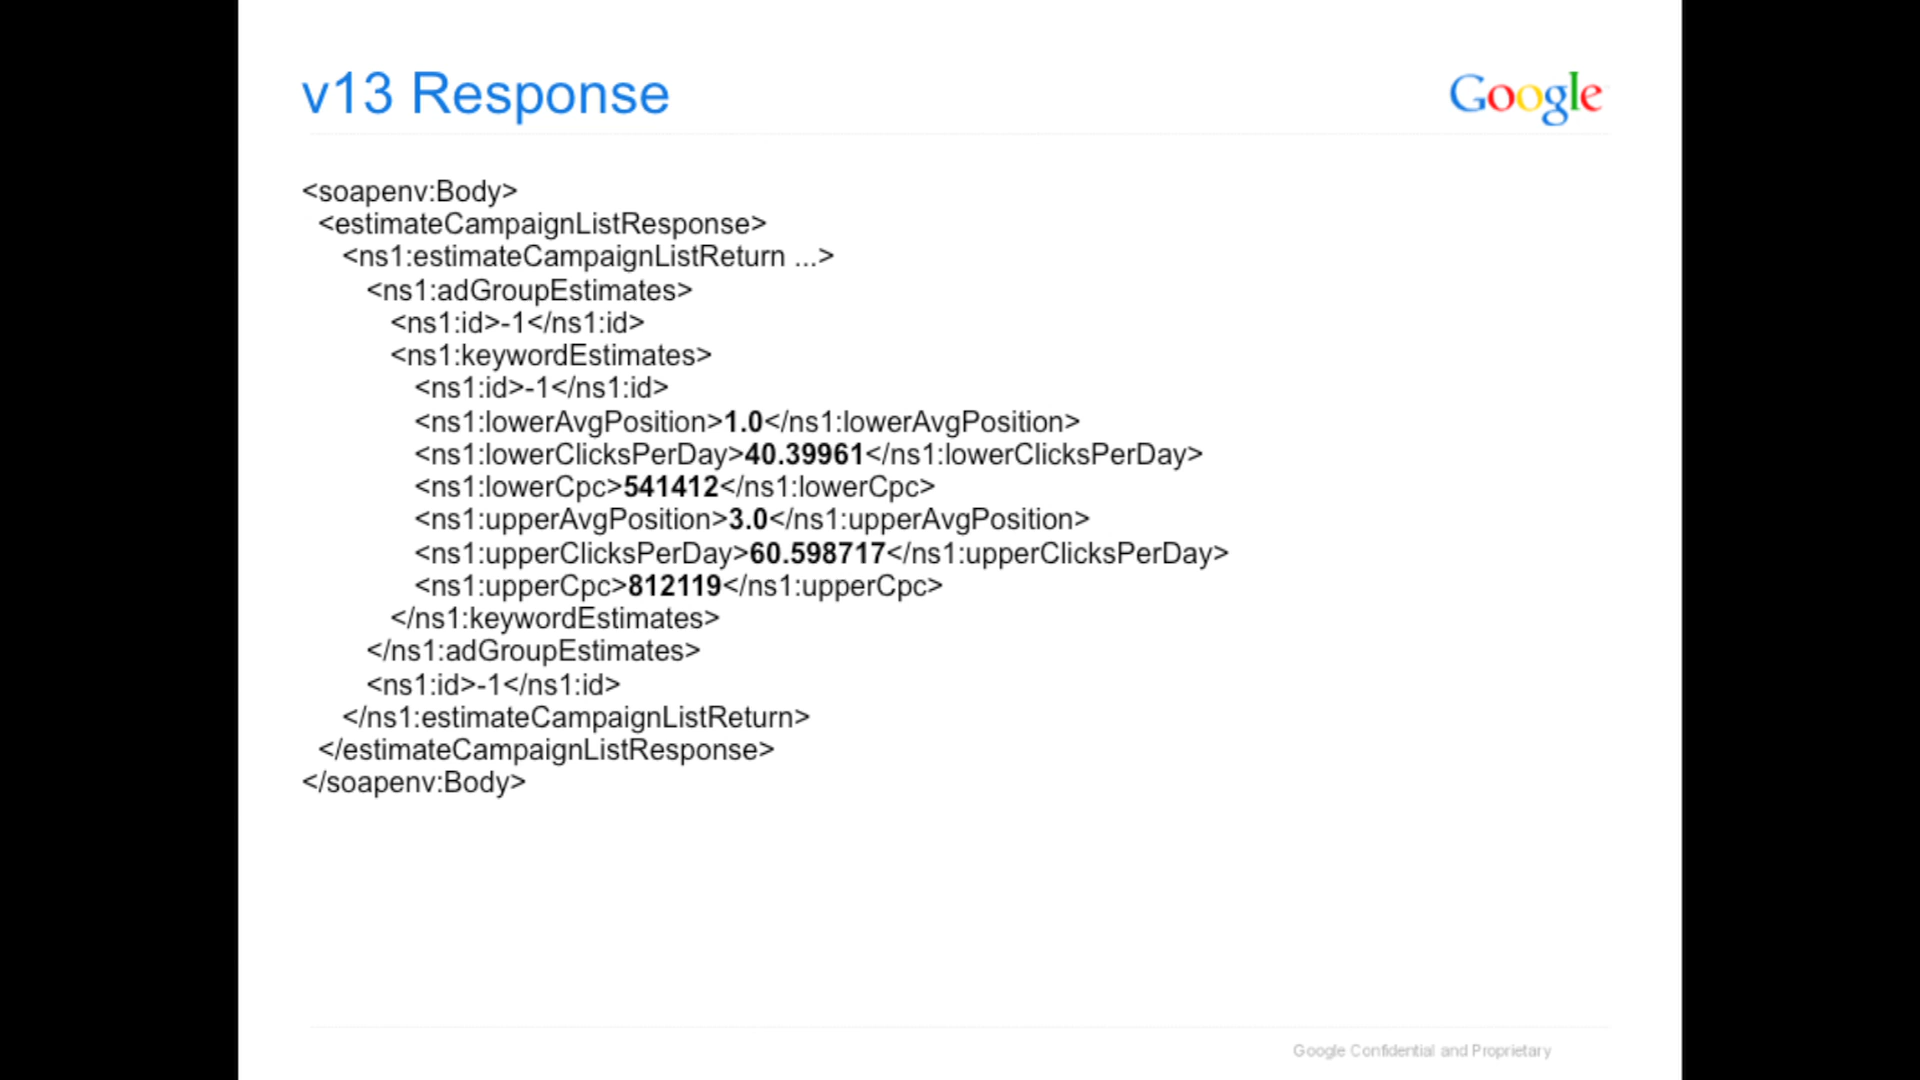 v13 Response
Google
<soapenv:Body>
<estimateCampaignListResponse>
<ns1:estimateCampaignListReturn ...>
<ns1:adGroupEstimates>
<ns1:id>-1</ns1:id>
<ns1:keywordEstimates>
<ns1:id>-1</ns1:id>
<ns1:lowerAvgPosition>1.0</ns1:lowerAvgPosition>
<ns1:lowerClicksPerDay>40.39961</ns1:lowerClicksPerDay>
<ns1:lowerCpc>541412</ns1:lowerCpc>
<ns1:upperAvgPosition>3.0</ns1:upperAvgPosition>
<ns1:upperClicksPerDay>60.598717</ns1:upperClicksPerDay>
<ns1:upperCpc>812119</ns1:upperCpc>
</ns1:keywordEstimates>
</ns1:adGroupEstimates>
<ns1:id>-1</ns1:id>
</ns1:estimateCampaignListReturn>
</estimateCampaignListResponse>
</soapenv:Body>
Google Confidential and Proprietary